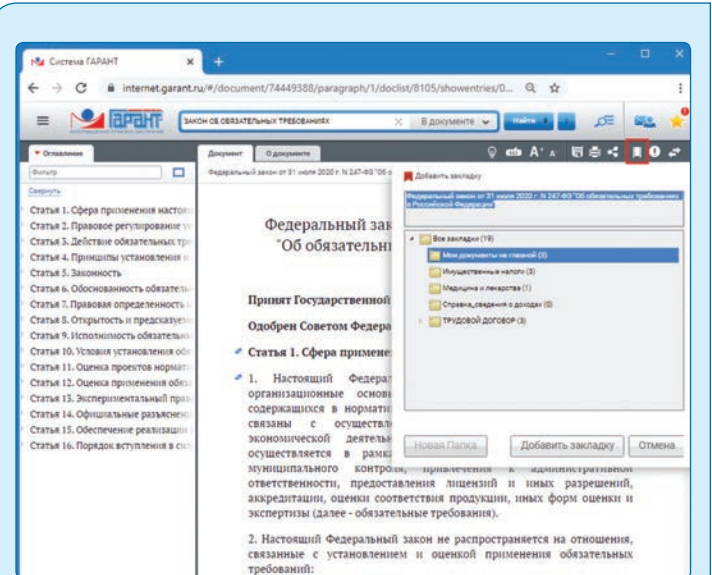 Система ГАРАНТ
internet.garant.ru/#/document/74449388/paragraph/1/doclist/8105/showentries/0...
ГАРАНТ
ЗАКОН ОБ ОБЯЗАТЕЛЬНЫХ ТРЕБОВАНИЯХ
В документе
Найти
Оглавление
Фильтр
Свернуть
Статья 1. Сфера применения настоя
Статья 2. Правовое регулирование
Статья 3. Действие обязательных тре
Статья 4. Принципы установления и
Статья 5. Законность
Статья 6. Обоснованность обязатель
Статья 7. Правовая определенность
Статья 8. Открытость и предсказуем
Статья 9. Исполнимость обязательн
Статья 10. Условия установления обя
Статья 11. Оценка проектов нормат
Статья 12. Оценка применения обяз
Статья 13. Экспериментальный прав
Статья 14. Официальные разъяснен
Статья 15. Обеспечение реализации
Статья 16. Порядок вступления в сил
Документ
О документе
Федеральный закон от 31 июля 2020 г. N 247-ФЗ "Об о
Федеральный зак
"Об обязательн
Принят Государственной
Одобрен Советом Федера
Статья 1. Сфера примене
1. Настоящий Федерал
организационные основ
содержащихся в нормати
связаны с осуществл
экономической деятельн
осуществляется в рамка
муниципального контроля, привлечения к административной
ответственности, предоставления лицензий и иных разрешений,
аккредитации, оценки соответствия продукции, иных форм оценки и
экспертизы (далее - обязательные требования).
2. Настоящий Федеральный закон не распространяется на отношения,
связанные с установлением и оценкой применения обязательных
требований:
Добавить закладку
Федеральный закон от 31 июля 2020 г. N 247-ФЗ "Об обязательных требованиях
в Российской Федерации"
Все закладки (19)
Мои документы на главной (3)
Имущественные налоги (3)
Медицина и лекарства (1)
Справка_сведения о доходах (0)
ТРУДОВОЙ ДОГОВОР (3)
Новая Папка
Добавить закладку
Отмена